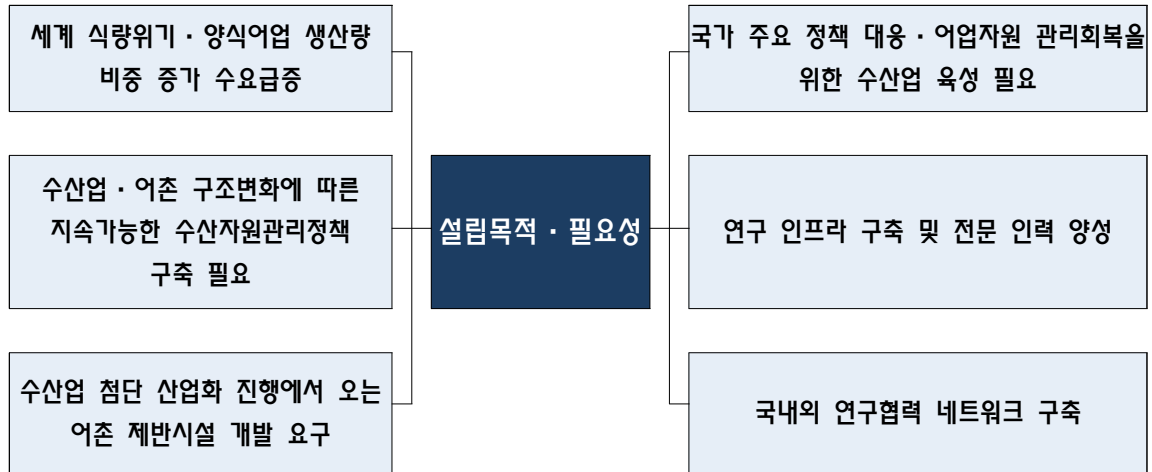 세계 식량위기·양식어업 생산량
비중 증가 수요급증
수산업·어촌 구조변화에 따른
지속가능한 수산자원관리정책
구축 필요
수산업 첨단 산업화 진행에서 오는
어촌 제반시설 개발 요구
설립목적·필요성
국가 주요 정책 대응·어업자원 관리회복을
위한 수산업 육성 필요
연구 인프라 구축 및 전문 인력 양성
국내외 연구협력 네트워크 구축